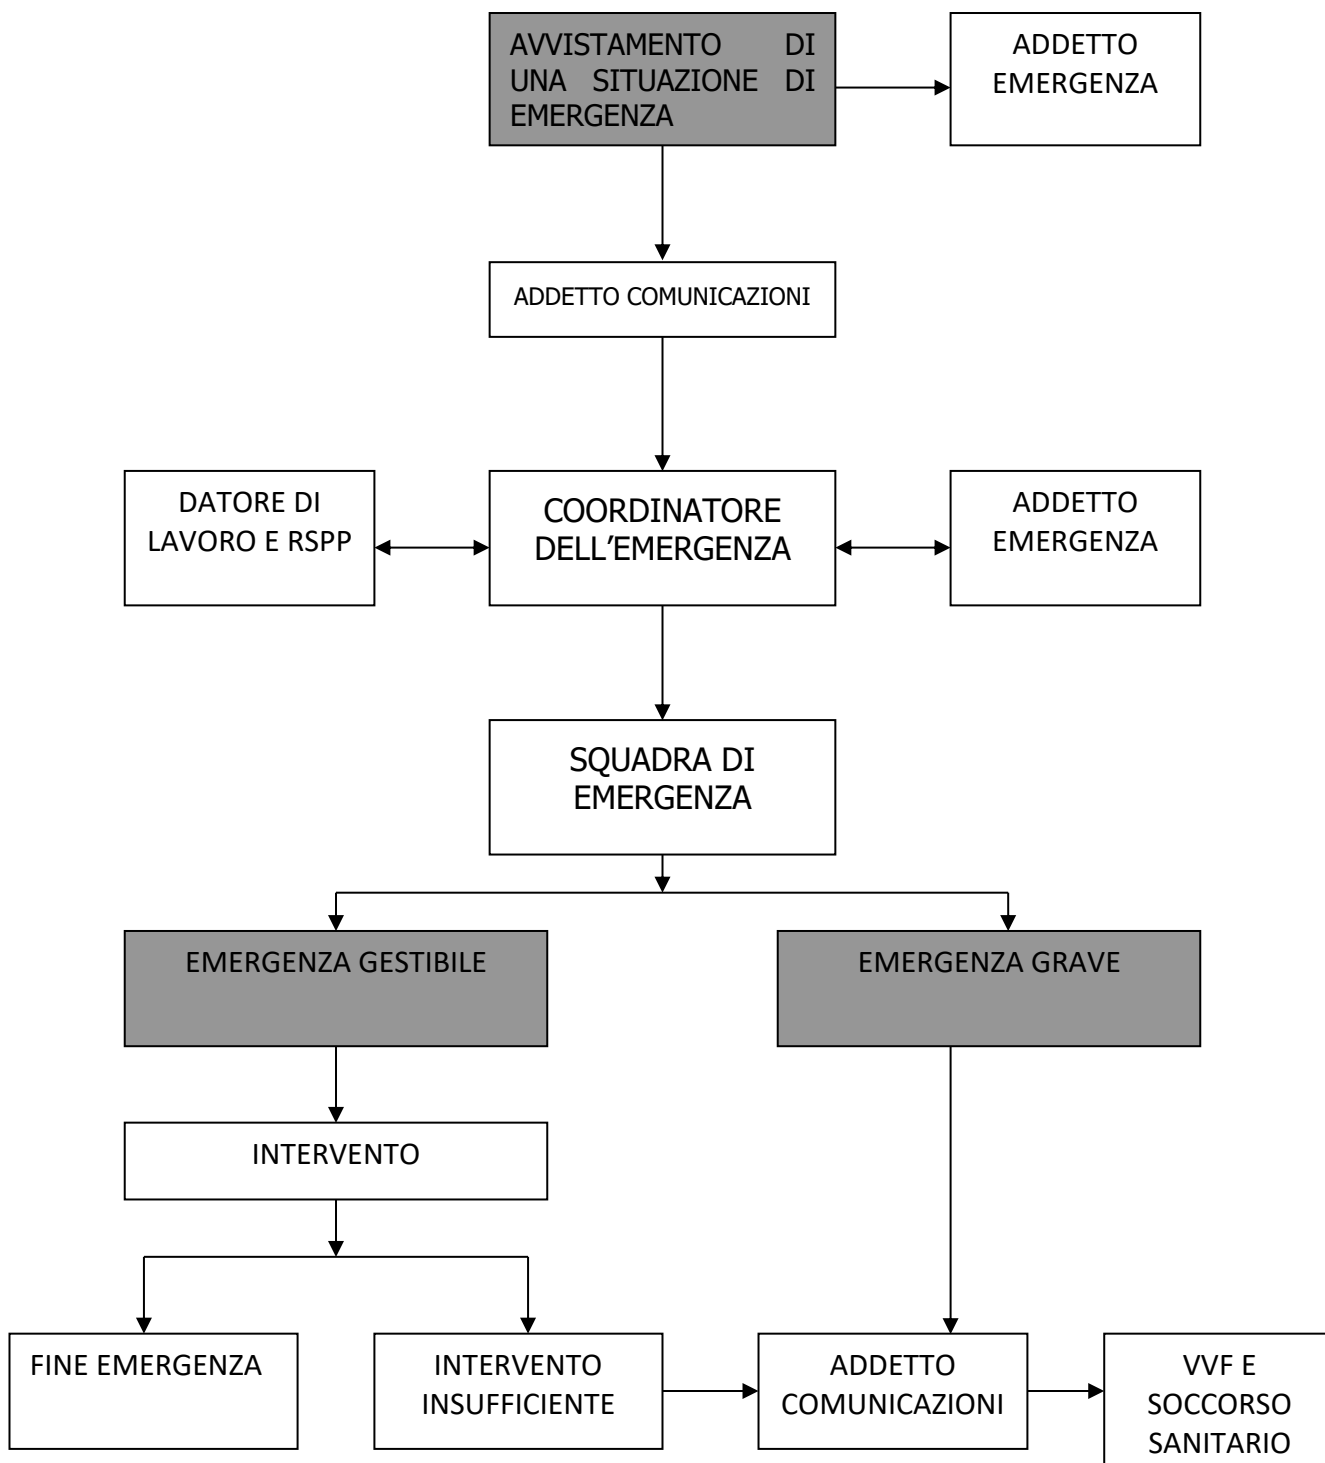 AVVISTAMENTO DI
UNA SITUAZIONE DI
EMERGENZA
ADDETTO
EMERGENZA
ADDETTO COMUNICAZIONI
DATORE DI
LAVORO E RSPP
COORDINATORE
DELL’EMERGENZA
ADDETTO
EMERGENZA
SQUADRA DI
EMERGENZA
EMERGENZA GESTIBILE
EMERGENZA GRAVE
INTERVENTO
FINE EMERGENZA
INTERVENTO
INSUFFICIENTE
ADDETTO
COMUNICAZIONI
VVF E
SOCCORSO
SANITARIO